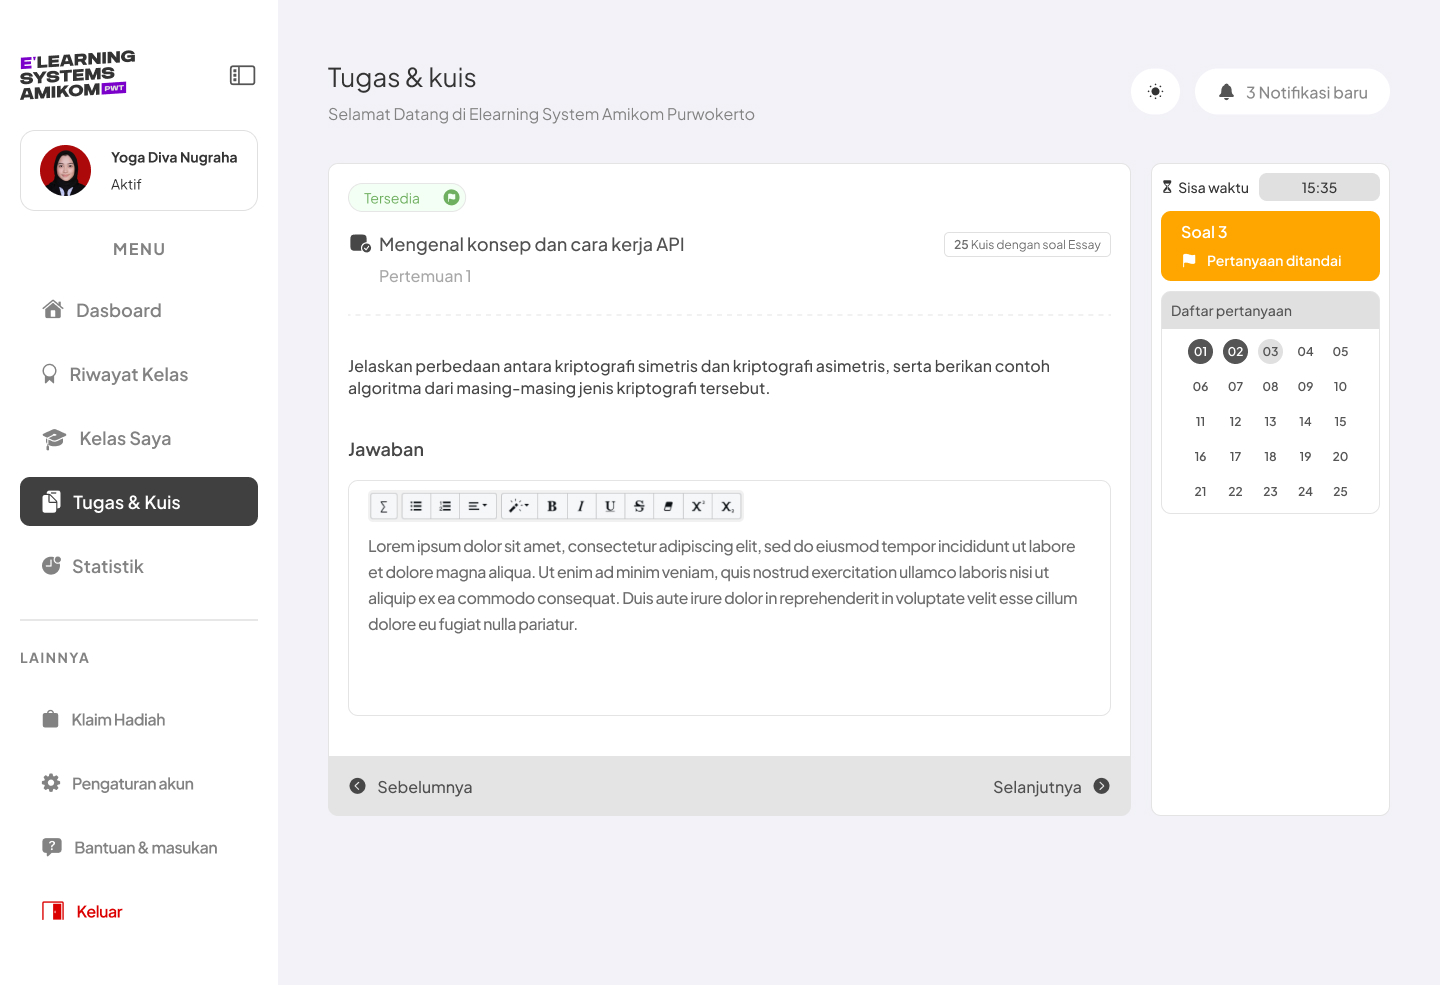 E'LEARNING
SYSTEMS
AMIKOM PWT
Yoga Diva Nugraha
Aktif
MENU
Dasboard
Riwayat Kelas
Kelas Saya
Tugas & Kuis
Statistik
LAINNYA
Klaim Hadiah
Pengaturan akun
Bantuan & masukan
Keluar
Tugas & kuis
Selamat Datang di Elearning System Amikom Purwokerto
3 Notifikasi baru
Tersedia
Mengenal konsep dan cara kerja API
25 Kuis dengan soal Essay
Pertemuan 1
Jelaskan perbedaan antara kriptografi simetris dan kriptografi asimetris, serta berikan contoh
algoritma dari masing-masing jenis kriptografi tersebut.
Jawaban
Σ B I U S X² X₂
Lorem ipsum dolor sit amet, consectetur adipiscing elit, sed do eiusmod tempor incididunt ut labore
et dolore magna aliqua. Ut enim ad minim veniam, quis nostrud exercitation ullamco laboris nisi ut
aliquip ex ea commodo consequat. Duis aute irure dolor in reprehenderit in voluptate velit esse cillum
dolore eu fugiat nulla pariatur.
Sebelumnya
Selanjutnya
Sisa waktu 15:35
Soal 3
Pertanyaan ditandai
Daftar pertanyaan
01 02 03 04 05
06 07 08 09 10
11 12 13 14 15
16 17 18 19 20
21 22 23 24 25